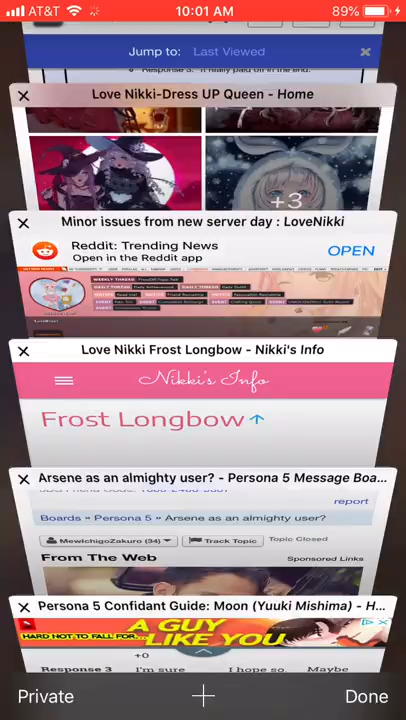 AT&T 10:01 AM 89%
Jump to: Last Viewed
Response 3: It really paid off in the end.
Love Nikki-Dress UP Queen - Home
+3
Minor issues from new server day : LoveNikki
Reddit: Trending News
Open in the Reddit app
OPEN
Love Nikki Frost Longbow - Nikki's Info
Nikki's Info
Frost Longbow
Arsene as an almighty user? - Persona 5 Message Boa...
report
Boards » Persona 5 » Arsene as an almighty user?
MewichigoZakuro (34) Track Topic Topic Closed
From The Web Sponsored Links
Persona 5 Confidant Guide: Moon (Yuuki Mishima) - H...
HARD NOT TO FALL FOR...
A GUY
LIKE YOU
+0
Response 3 I'm sure I hope so. Maybe
Private Done